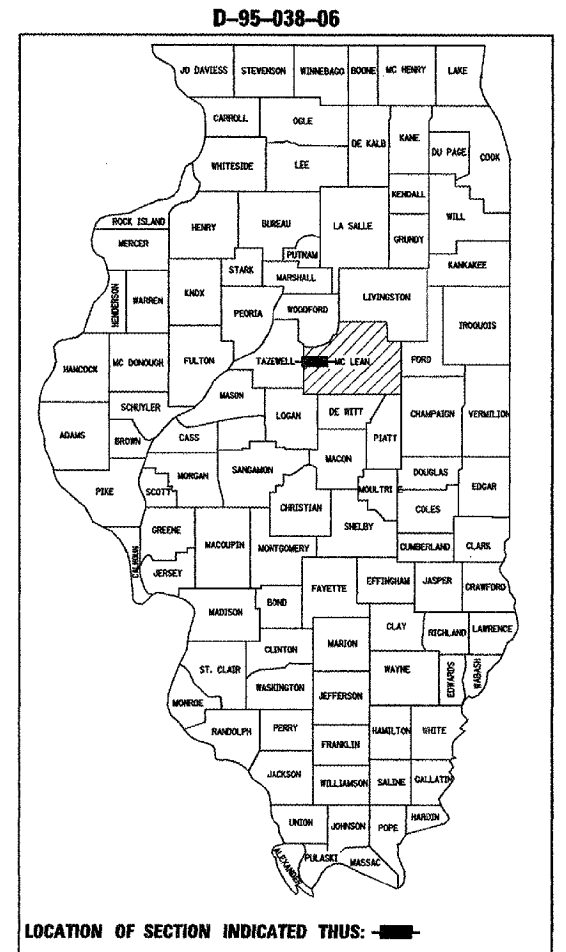 D-95-038-06
JO DAVIESS STEVENSON WINNEBAGO BOONE MC HENRY LAKE
CARROLL OGLE DE KALB KANE DU PAGE COOK
WHITESIDE LEE KENDALL WILL
ROCK ISLAND HENRY BUREAU LA SALLE GRUNDY
MERCER PUTNAM KANKAKEE
HENDERSON WARREN KNOX STARK MARSHALL LIVINGSTON
PEORIA WOODFORD IROQUOIS
HANCOCK MC DONOUGH FULTON TAZEWELL MC LEAN FORD
MASON
SCHUYLER LOGAN DE WITT CHAMPAIGN VERMILION
ADAMS BROWN CASS PIATT
MACON
PIKE SCOTT MORGAN SANGAMON MOULTRIE DOUGLAS EDGAR
CHRISTIAN COLES
GREENE MACOUPIN MONTGOMERY SHELBY CUMBERLAND CLARK
CALHOUN JERSEY
FAYETTE EFFINGHAM JASPER CRAWFORD
MADISON BOND
CLAY RICHLAND LAWRENCE
CLINTON MARION
ST. CLAIR WAYNE EDWARDS WABASH
WASHINGTON JEFFERSON
MONROE
RANDOLPH PERRY HAMILTON WHITE
FRANKLIN
JACKSON WILLIAMSON SALINE GALLATIN
UNION JOHNSON POPE HARDIN
ALEXANDER PULASKI MASSAC
LOCATION OF SECTION INDICATED THUS: